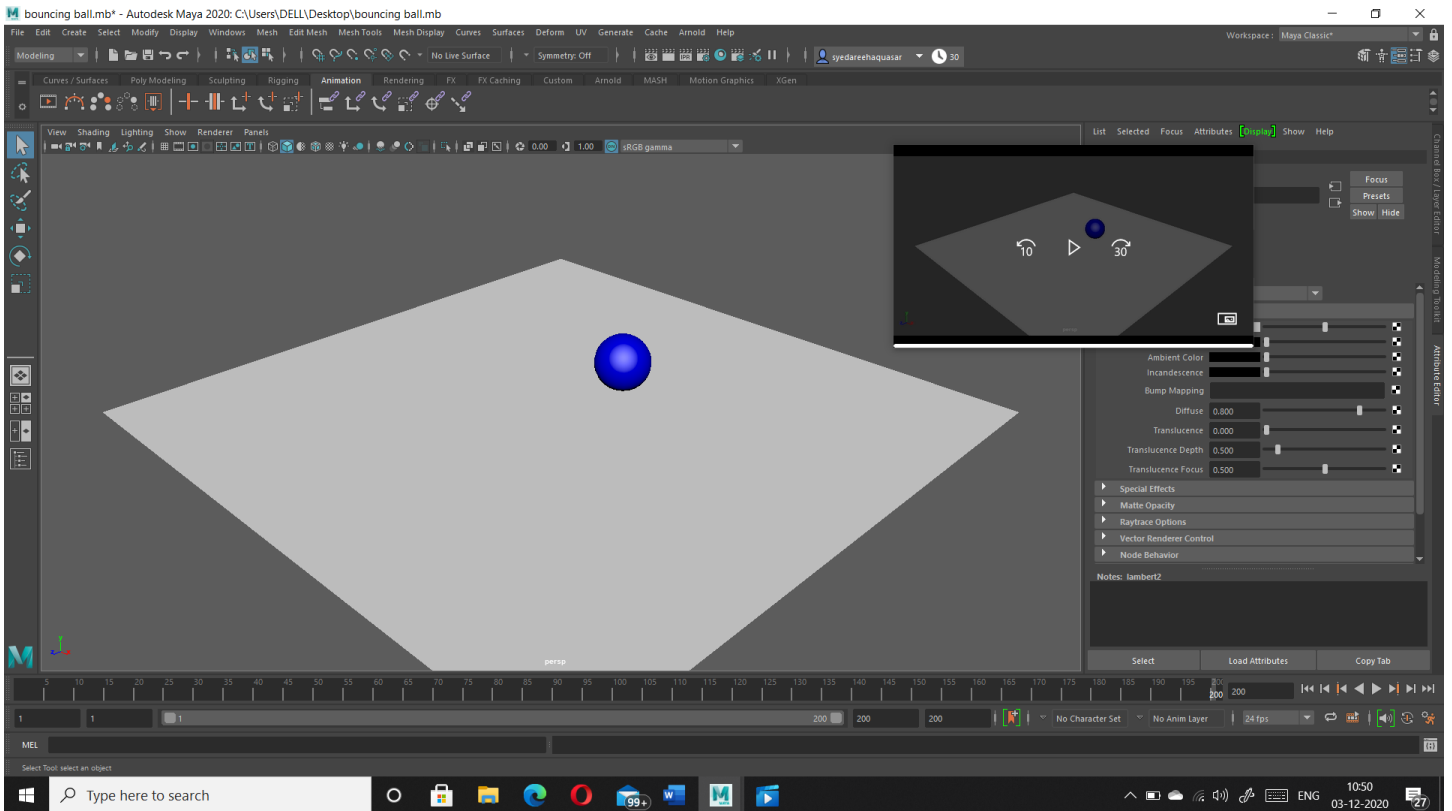 bouncing ball.mb* - Autodesk Maya 2020: C:\Users\DELL\Desktop\bouncing ball.mb
File Edit Create Select Modify Display Windows Mesh Edit Mesh Mesh Tools Mesh Display Curves Surfaces Deform UV Generate Cache Arnold Help
Workspace: Maya Classic*
Modeling No Live Surface Symmetry: Off syedareehaquasar 30
Curves / Surfaces Poly Modeling Sculpting Rigging Animation Rendering FX FX Caching Custom Arnold MASH Motion Graphics XGen
View Shading Lighting Show Renderer Panels
0.00 1.00 sRGB gamma
List Selected Focus Attributes Display Show Help
Focus
Presets
Show Hide
10 30
persp
Ambient Color
Incandescence
Bump Mapping
Diffuse 0.800
Translucence 0.000
Translucence Depth 0.500
Translucence Focus 0.500
Special Effects
Matte Opacity
Raytrace Options
Vector Renderer Control
Node Behavior
Notes: lambert2
Select Load Attributes Copy Tab
Channel Box / Layer Editor
Modeling Toolkit
Attribute Editor
y
z x
persp
5 10 15 20 25 30 35 40 45 50 55 60 65 70 75 80 85 90 95 100 105 110 115 120 125 130 135 140 145 150 155 160 165 170 175 180 185 190 195 200
200 200
1 1 1 200 200 200 No Character Set No Anim Layer 24 fps
MEL
Select Tool: select an object
Type here to search
99+
ENG
10:50
03-12-2020
27